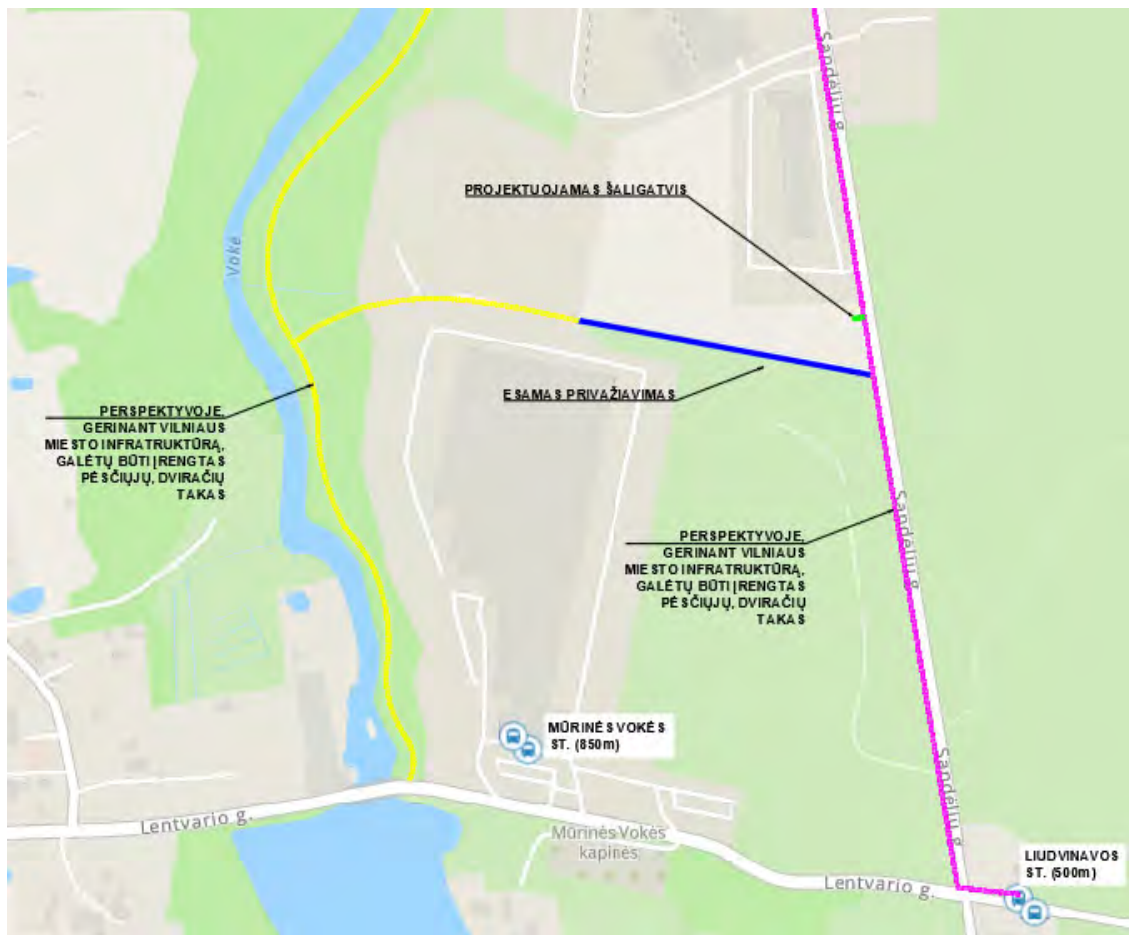 Sandėlių g.
PROJEKTUOJAMAS ŠALIGATVIS
Vokė
ESAMAS PRIVAŽIAVIMAS
PERSPEKTYVOJE,
GERINANT VILNIAUS
MIESTO INFRATRUKTŪRĄ,
GALĖTŲ BŪTI ĮRENGTAS
PĖSČIŲJŲ, DVIRAČIŲ
TAKAS
Sandėlių g.
PERSPEKTYVOJE,
GERINANT VILNIAUS
MIESTO INFRATRUKTŪRĄ,
GALĖTŲ BŪTI ĮRENGTAS
PĖSČIŲJŲ, DVIRAČIŲ
TAKAS
MŪRINĖS VOKĖS
ST. (850m)
Sandėlių g.
Lentvario g.
Mūrinės Vokės
kapinės
LIUDVINAVOS
ST. (500m)
Lentvario g.